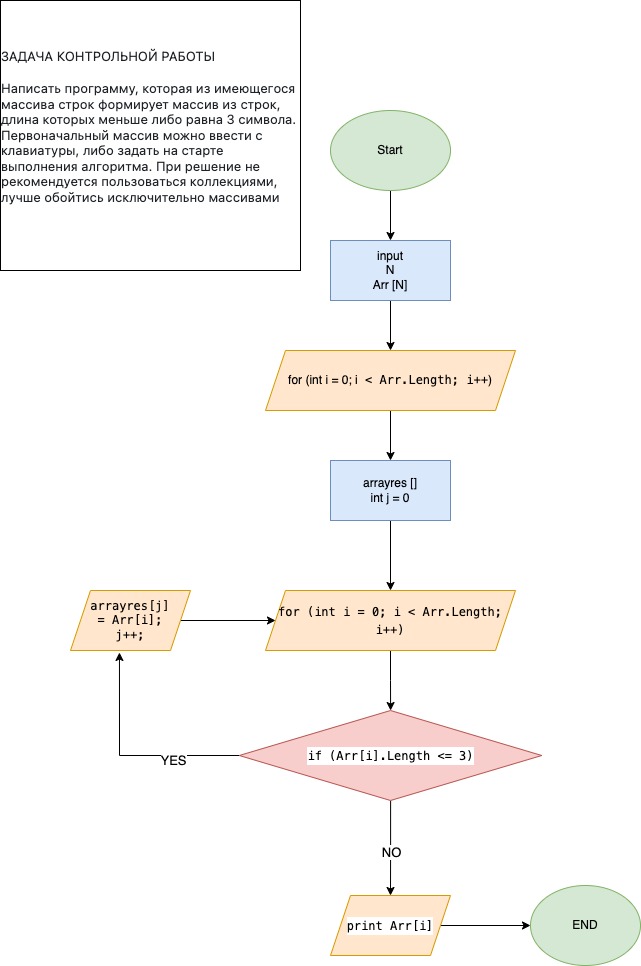 ЗАДАЧА КОНТРОЛЬНОЙ РАБОТЫ
Написать программу, которая из имеющегося
массива строк формирует массив из строк,
длина которых меньше либо равна 3 символа.
Первоначальный массив можно ввести с
клавиатуры, либо задать на старте
выполнения алгоритма. При решение не
рекомендуется пользоваться коллекциями,
лучше обойтись исключительно массивами
Start
input
N
Arr [N]
for (int i = 0; i < Arr.Length; i++)
arrayres []
int j = 0
arrayres[j]
= Arr[i];
j++;
for (int i = 0; i < Arr.Length;
i++)
if (Arr[i].Length <= 3)
YES
NO
print Arr[i]
END